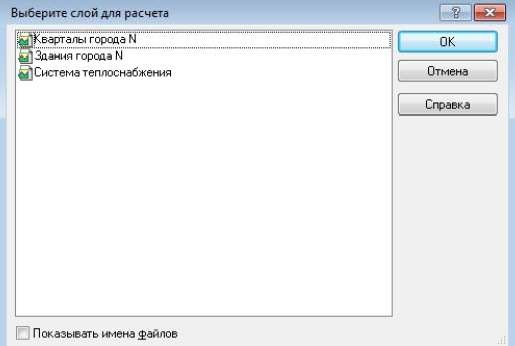 Выберите слой для расчета
Кварталы города N
Здания города N
Система теплоснабжения
OK
Отмена
Справка
Показывать имена файлов